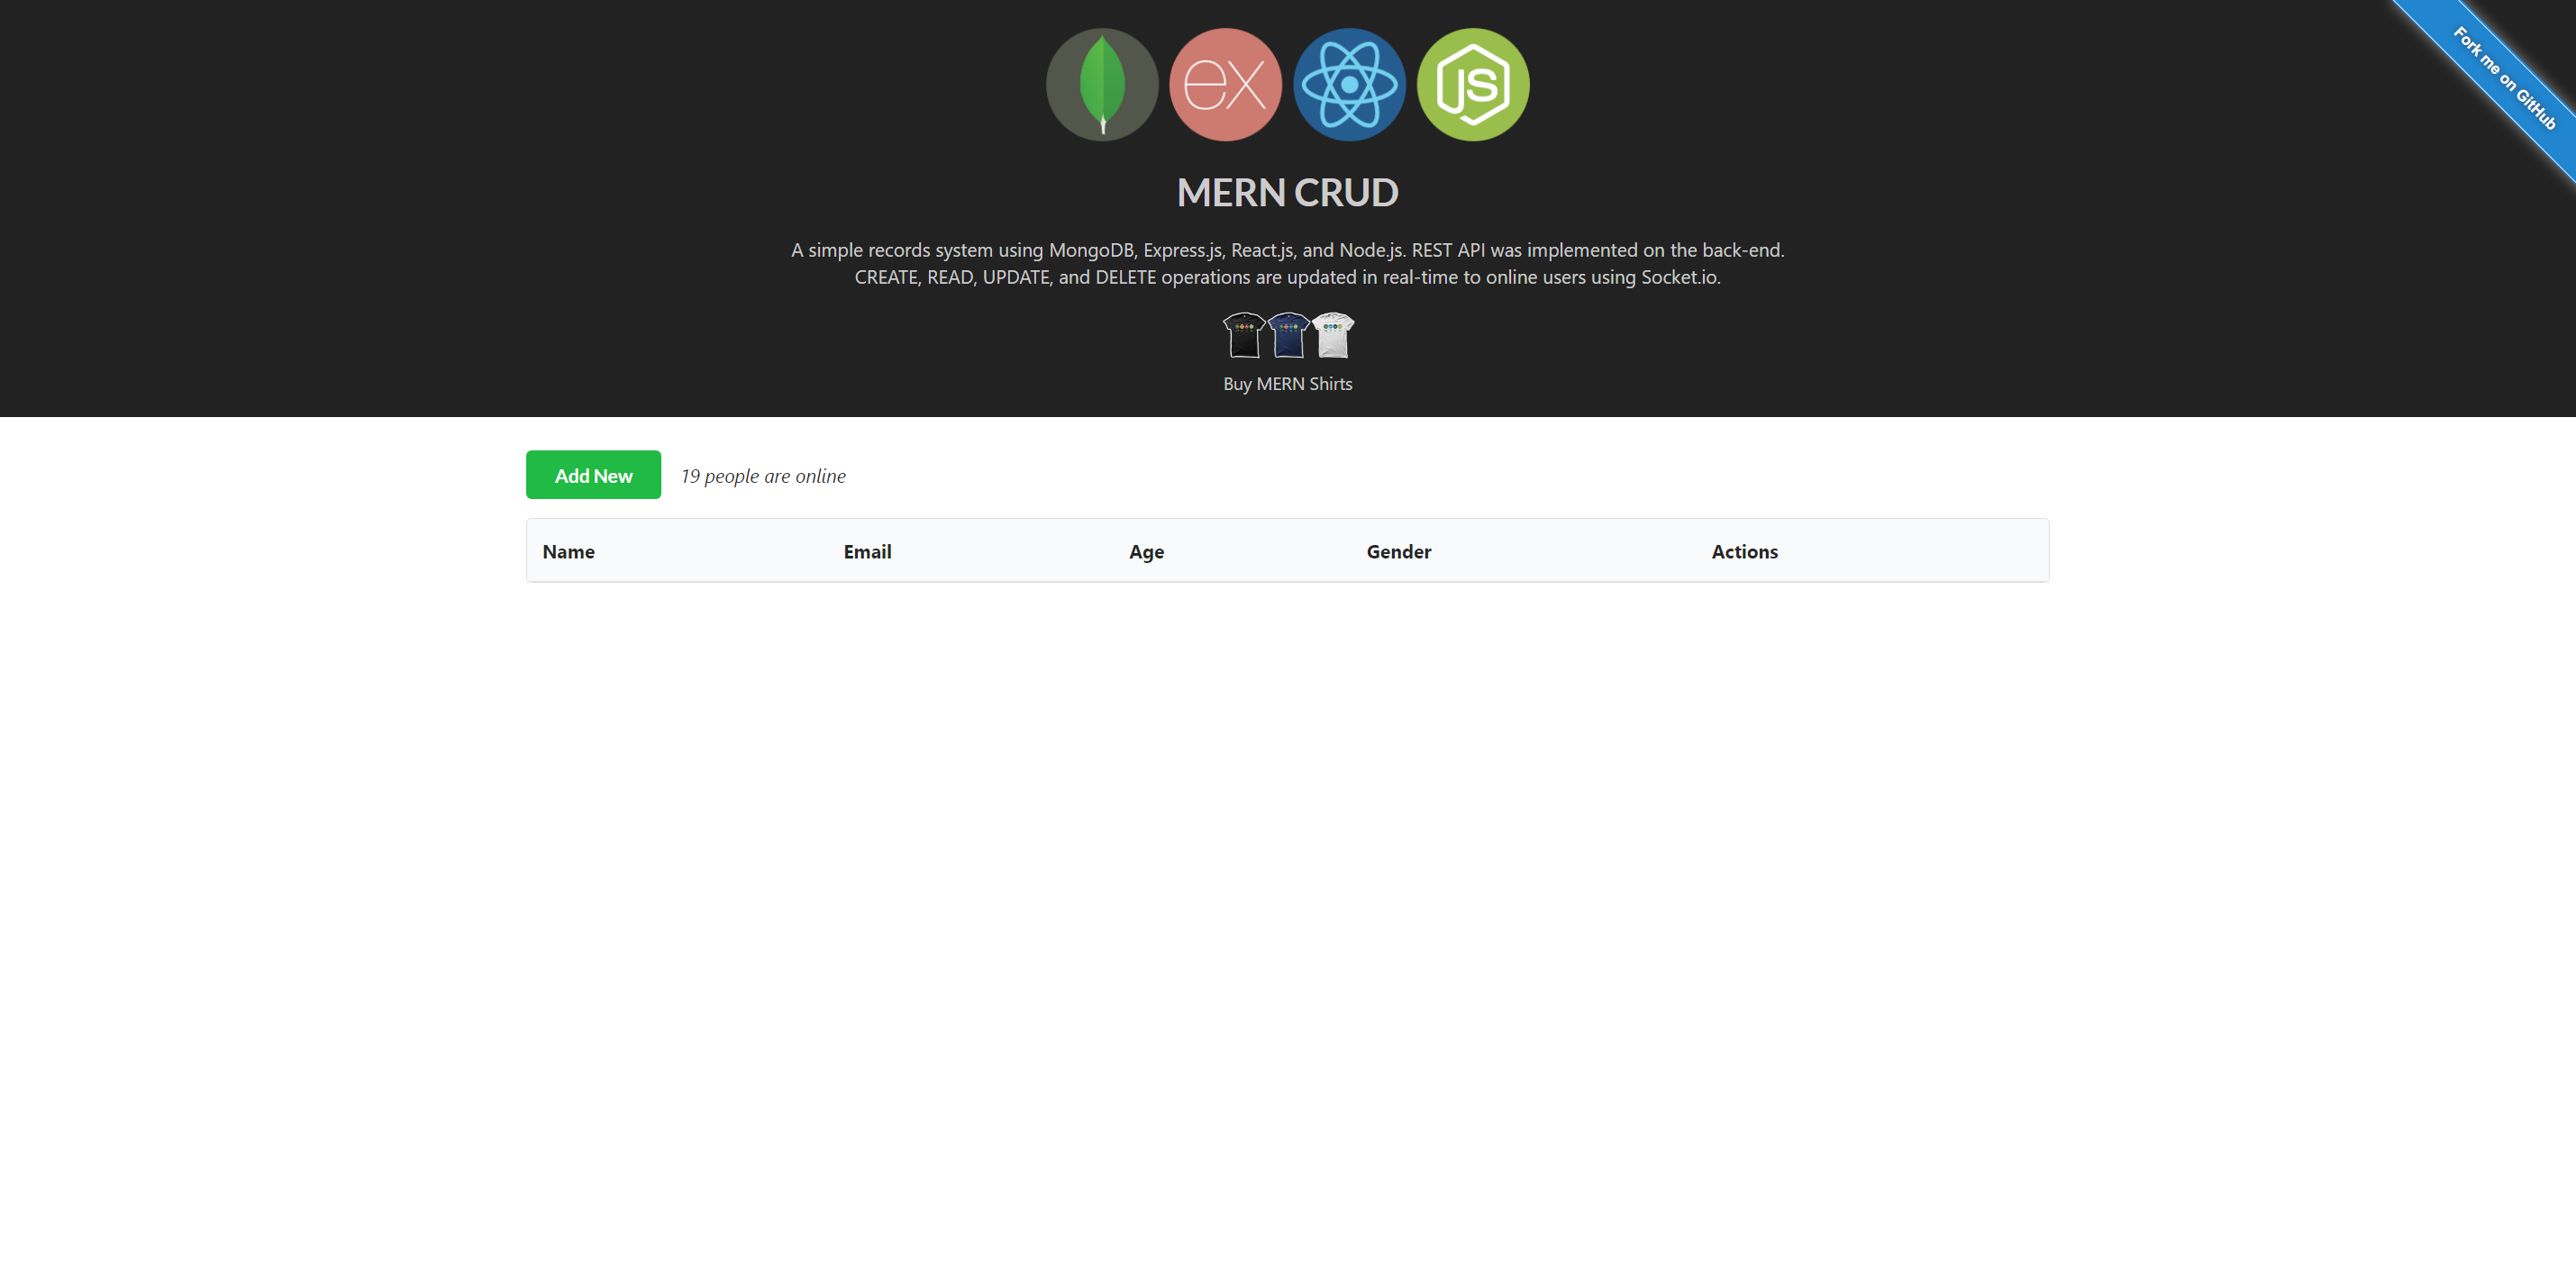 ex
JS
Fork me on GitHub
MERN CRUD
A simple records system using MongoDB, Express.js, React.js, and Node.js. REST API was implemented on the back-end.
CREATE, READ, UPDATE, and DELETE operations are updated in real-time to online users using Socket.io.
Buy MERN Shirts
Add New
19 people are online
Name Email Age Gender Actions